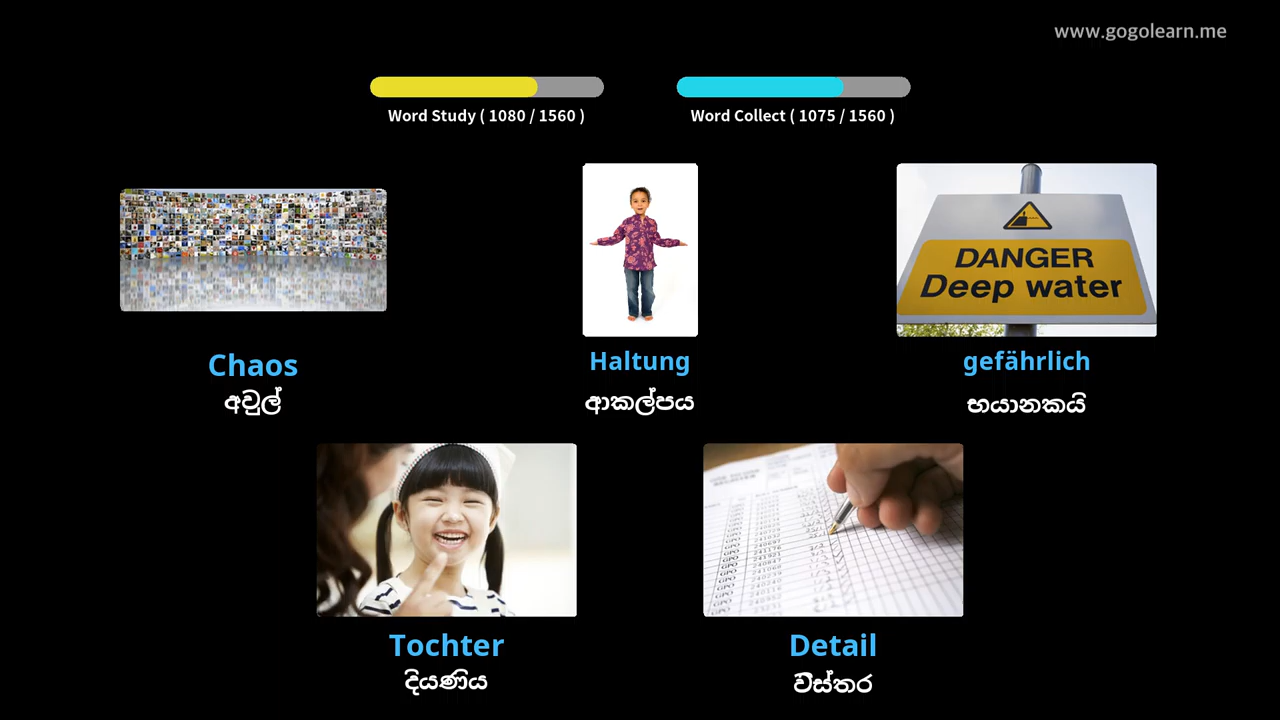 www.gogolearn.me
Word Study ( 1080 / 1560 )
Word Collect ( 1075 / 1560 )
DANGER
Deep water
Chaos
අවුල්
Haltung
ආකල්පය
gefährlich
භයානකයි
Tochter
දියණිය
Detail
විස්තර